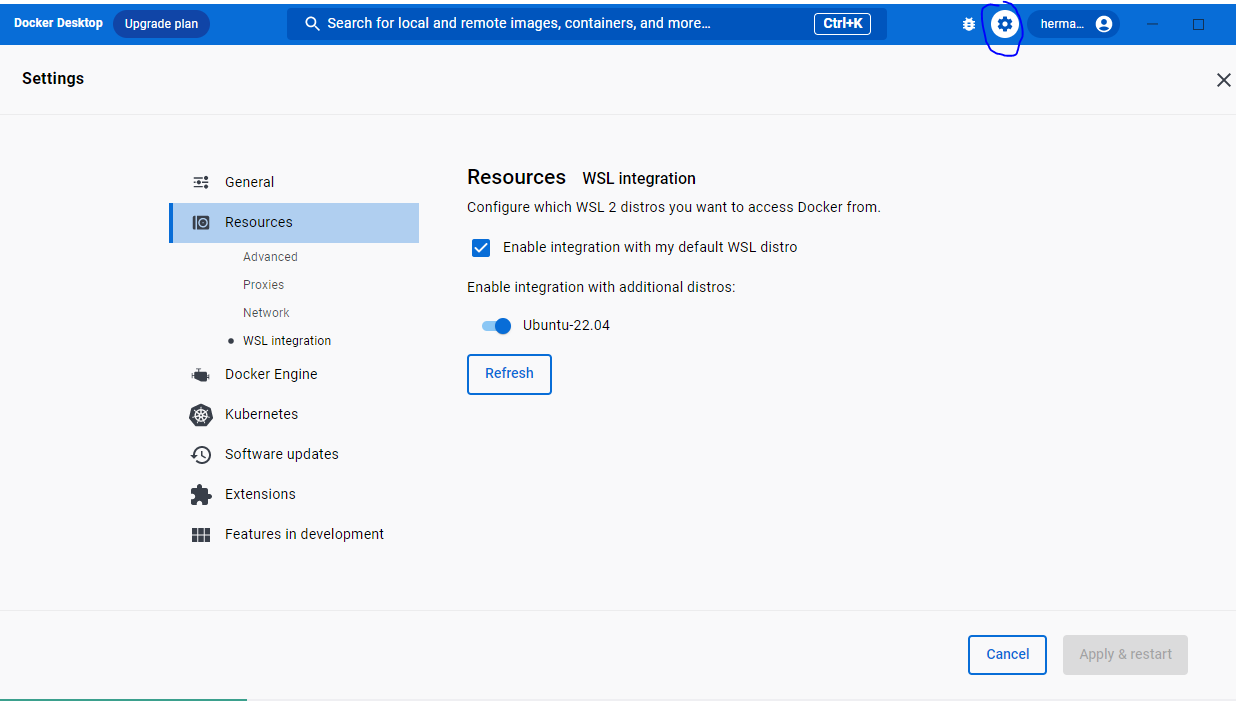 Docker Desktop Upgrade plan Search for local and remote images, containers, and more... Ctrl+K herma...
Settings
General
Resources
Advanced
Proxies
Network
WSL integration
Docker Engine
Kubernetes
Software updates
Extensions
Features in development
Resources WSL integration
Configure which WSL 2 distros you want to access Docker from.
Enable integration with my default WSL distro
Enable integration with additional distros:
Ubuntu-22.04
Refresh
Cancel Apply & restart